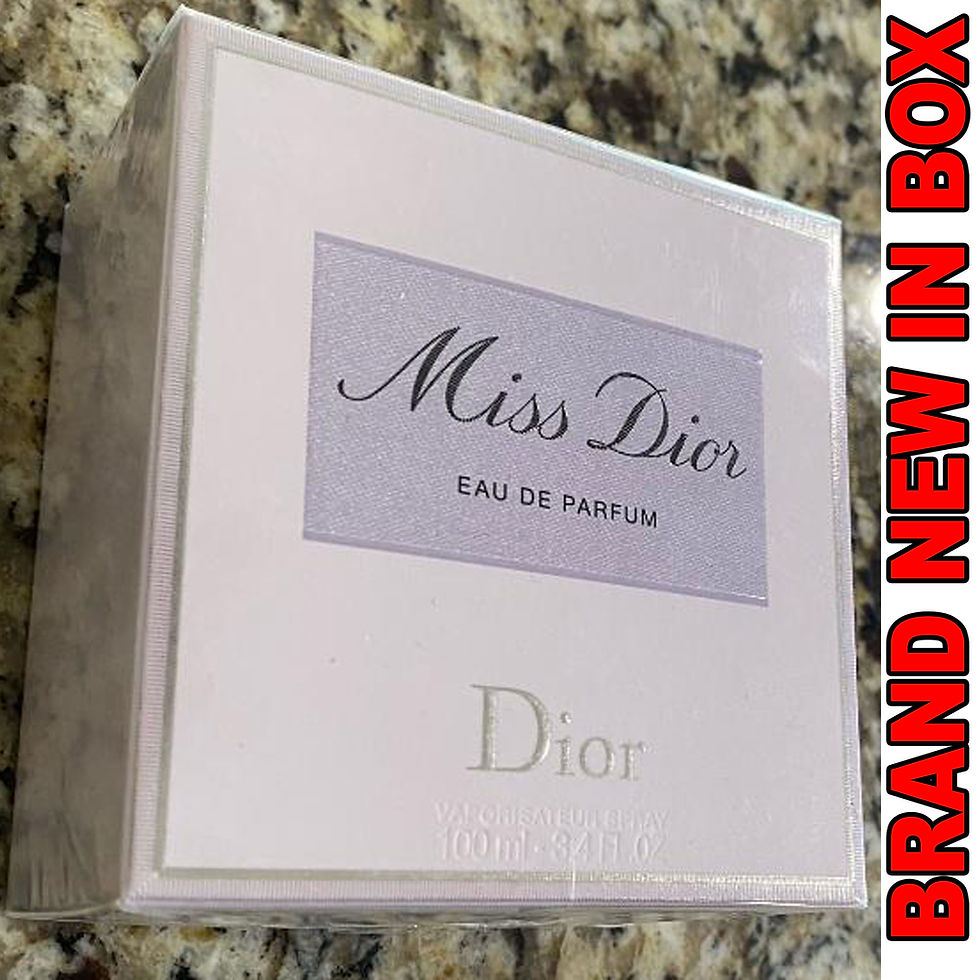 Miss Dior
EAU DE PARFUM
Dior
VAPORISATEUR SPRAY
100 ml - 3.4 fl.oz
BRAND NEW IN BOX